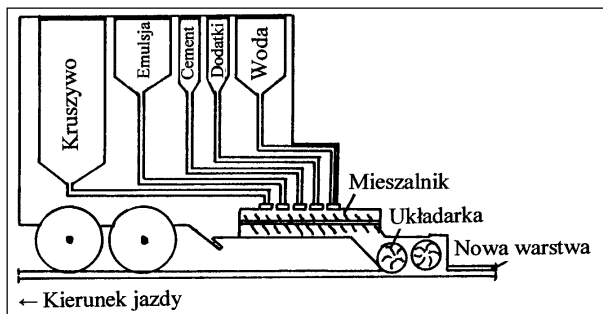 Kruszywo
Emulsja
Cement
Dodatki
Woda
Mieszalnik
Układarka
Nowa warstwa
← Kierunek jazdy